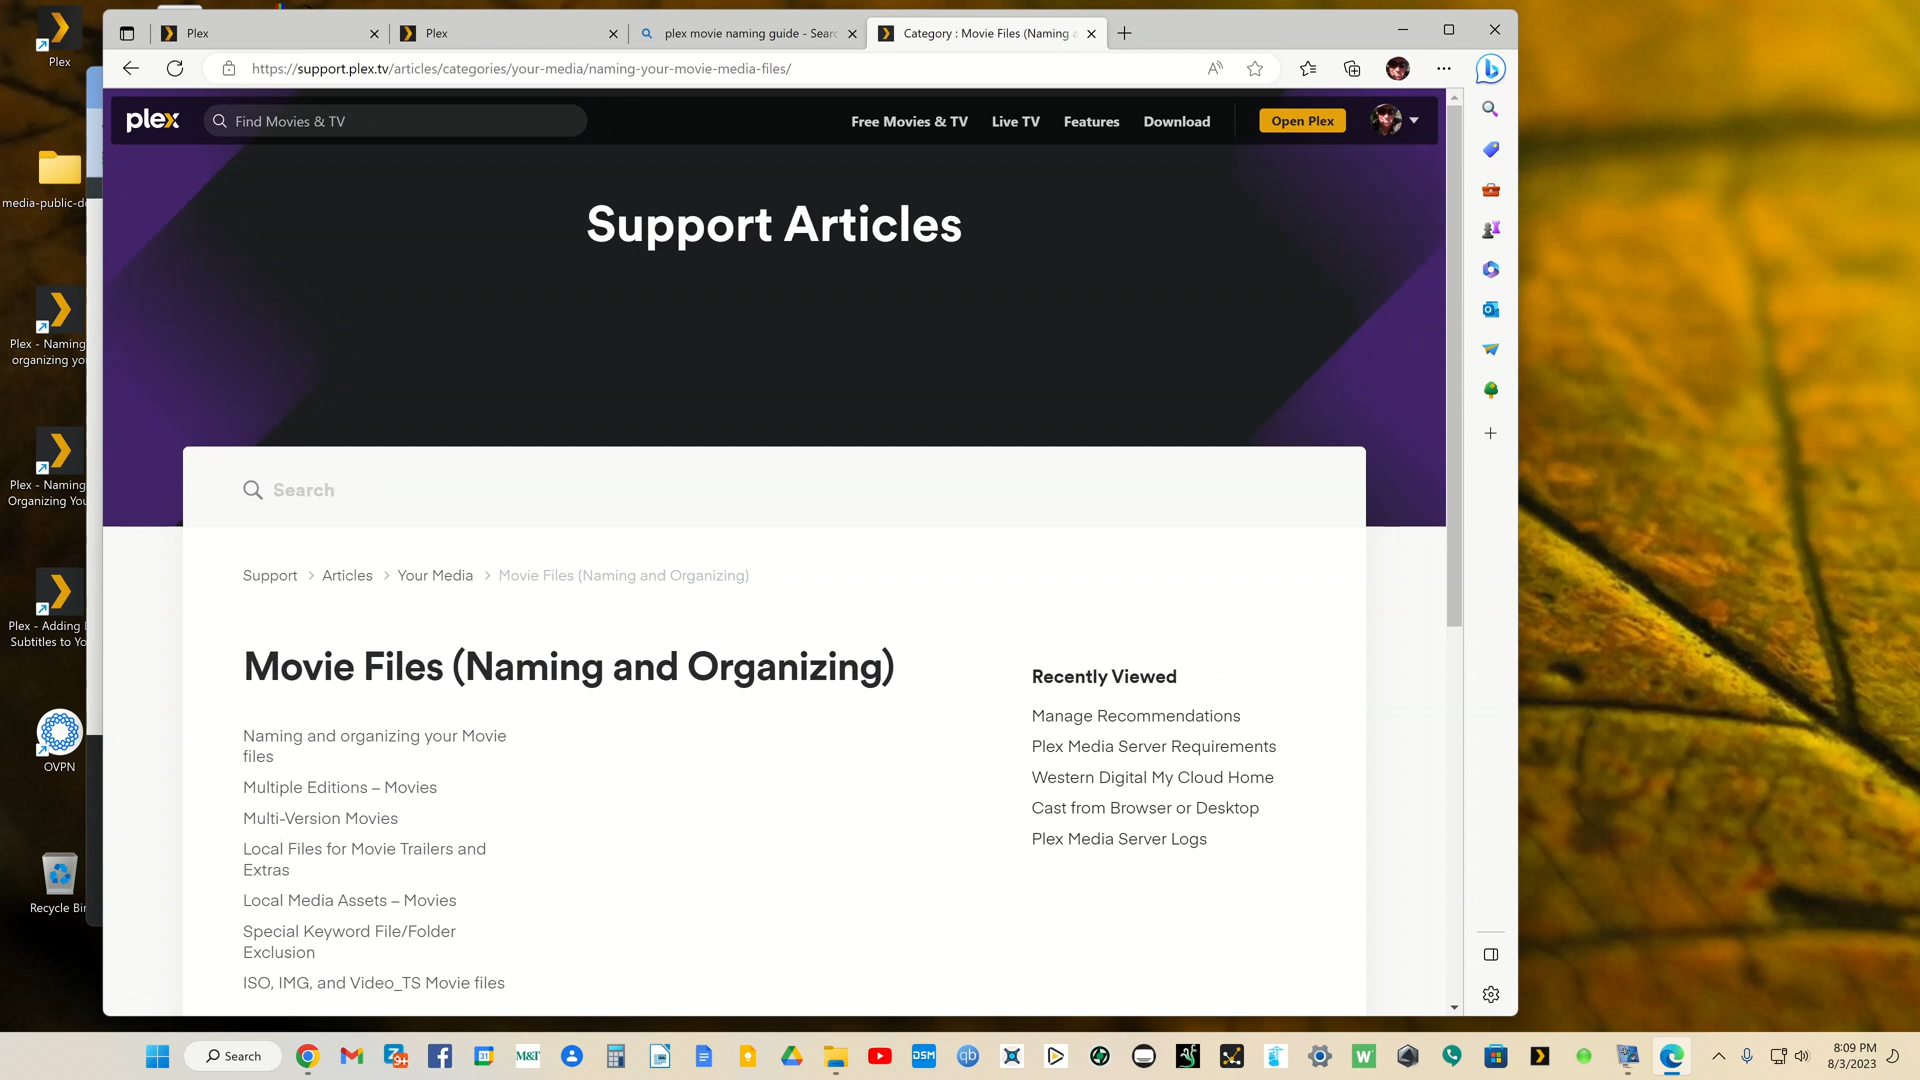 Plex
Plex
plex movie naming guide - Searc
Category : Movie Files (Naming a
https://support.plex.tv/articles/categories/your-media/naming-your-movie-media-files/
plex
Find Movies & TV
Free Movies & TV
Live TV
Features
Download
Open Plex
Support Articles
Search
Support > Articles > Your Media > Movie Files (Naming and Organizing)
Movie Files (Naming and Organizing)
Naming and organizing your Movie
files
Multiple Editions – Movies
Multi-Version Movies
Local Files for Movie Trailers and
Extras
Local Media Assets – Movies
Special Keyword File/Folder
Exclusion
ISO, IMG, and Video_TS Movie files
Recently Viewed
Manage Recommendations
Plex Media Server Requirements
Western Digital My Cloud Home
Cast from Browser or Desktop
Plex Media Server Logs
Plex
media-public-do
Plex - Naming
organizing yo
Plex - Naming
Organizing You
Plex - Adding
Subtitles to Yo
OVPN
Recycle Bin
Search
31
M&T
DSM
qb
W
8:09 PM
8/3/2023